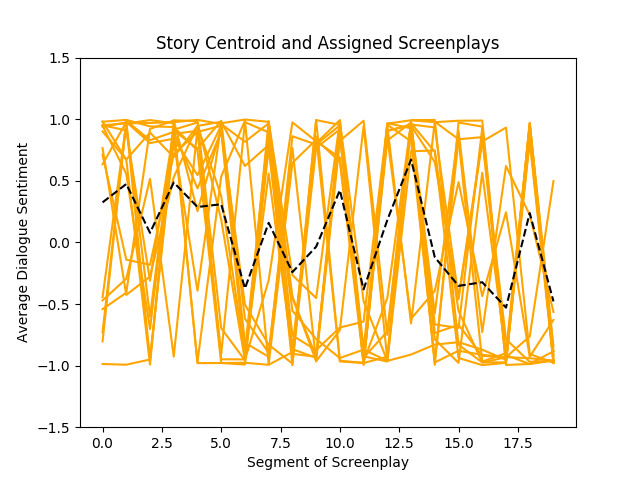 Story Centroid and Assigned Screenplays
1.5
1.0
0.5
0.0
−0.5
−1.0
−1.5
Average Dialogue Sentiment
0.0 2.5 5.0 7.5 10.0 12.5 15.0 17.5
Segment of Screenplay